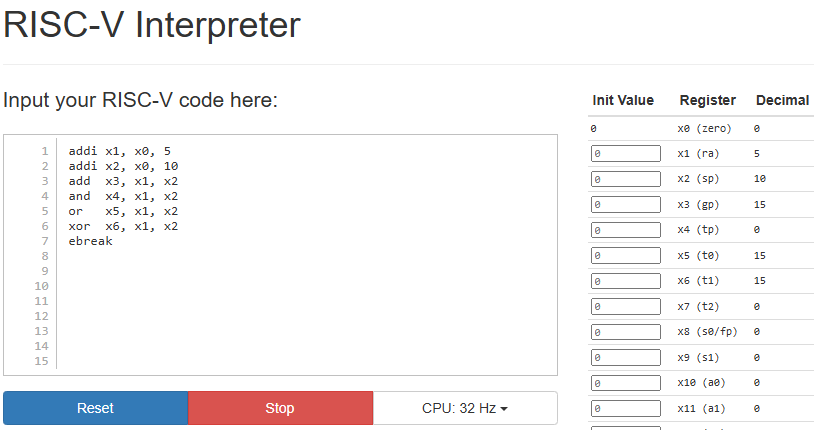 RISC-V Interpreter
Input your RISC-V code here:
1 addi x1, x0, 5
2 addi x2, x0, 10
3 add  x3, x1, x2
4 and  x4, x1, x2
5 or   x5, x1, x2
6 xor  x6, x1, x2
7 ebreak
8
9
10
11
12
13
14
15
Reset Stop CPU: 32 Hz
Init Value Register Decimal
0 x0 (zero) 0
0 x1 (ra) 5
0 x2 (sp) 10
0 x3 (gp) 15
0 x4 (tp) 0
0 x5 (t0) 15
0 x6 (t1) 15
0 x7 (t2) 0
0 x8 (s0/fp) 0
0 x9 (s1) 0
0 x10 (a0) 0
0 x11 (a1) 0